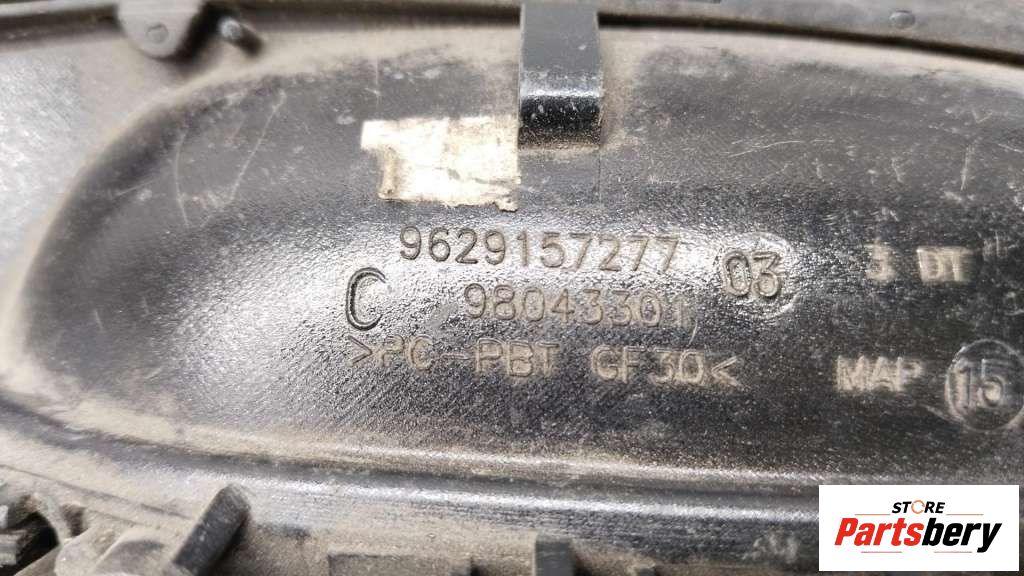 9629157277 03 3 DT
C 98043301
>PC-PBT GF30< MAP 15
STORE
Partsbery